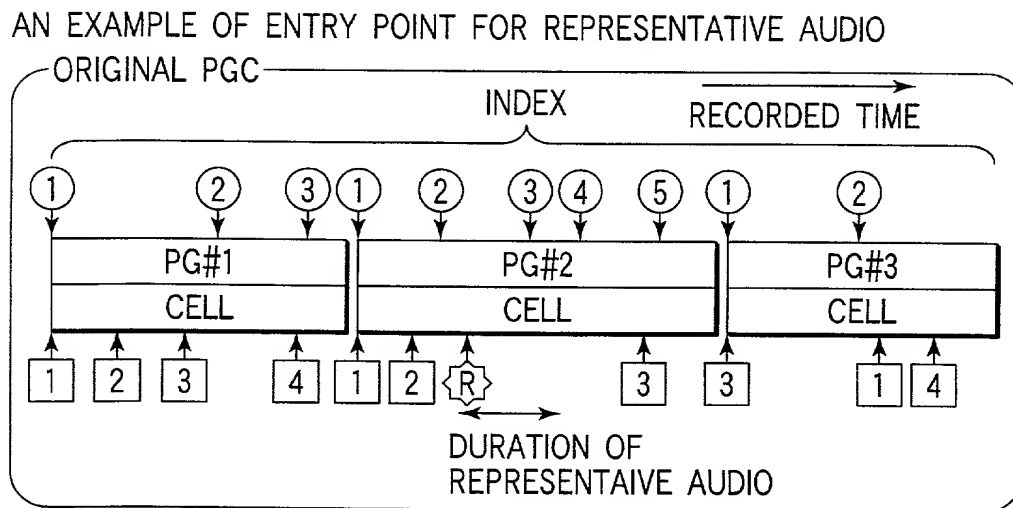 AN EXAMPLE OF ENTRY POINT FOR REPRESENTATIVE AUDIO
ORIGINAL PGC
INDEX
RECORDED TIME
1 2 3 1 2 3 4 5 1 2
PG#1 PG#2 PG#3
CELL CELL CELL
1 2 3 4 1 2 R 3 3 1 4
DURATION OF
REPRESENTAIVE AUDIO